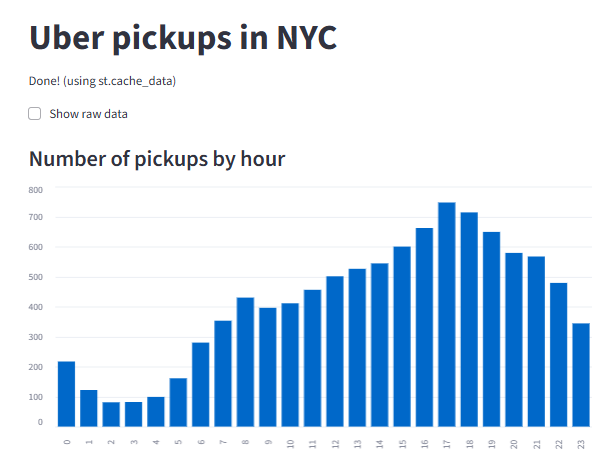 Uber pickups in NYC
Done! (using st.cache_data)
Show raw data
Number of pickups by hour
800
700
600
500
400
300
200
100
0
0 1 2 3 4 5 6 7 8 9 10 11 12 13 14 15 16 17 18 19 20 21 22 23